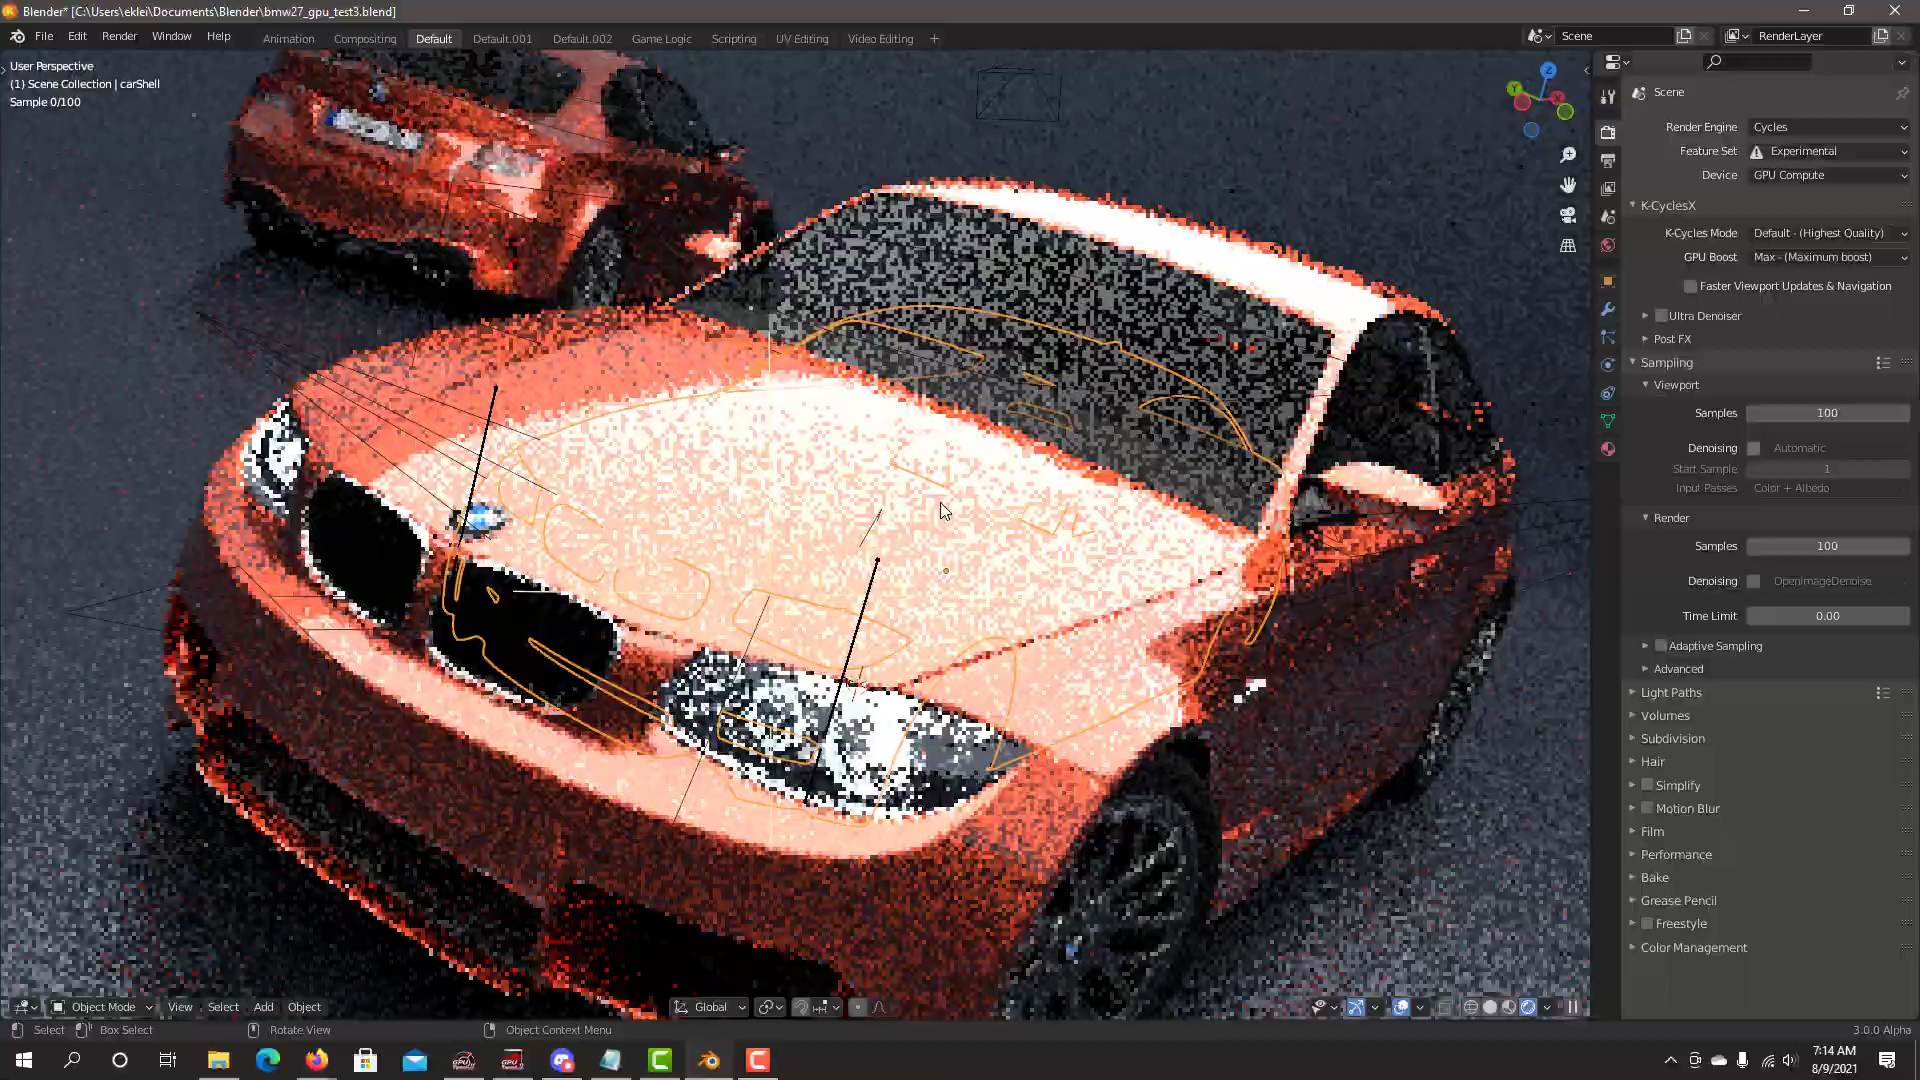 Blender* [C:\Users\eklei\Documents\Blender\bmw27_gpu_test3.blend]
File Edit Render Window Help
Animation Compositing Default Default.001 Default.002 Game Logic Scripting UV Editing Video Editing +
Scene
RenderLayer
User Perspective
(1) Scene Collection | carShell
Sample 0/100
Z
Y
X
Scene
Render Engine Cycles
Feature Set Experimental
Device GPU Compute
K-CyclesX
K-Cycles Mode Default - (Highest Quality)
GPU Boost Max - (Maximum boost)
Faster Viewport Updates & Navigation
Ultra Denoiser
Post FX
Sampling
Viewport
Samples 100
Denoising Automatic
Start Sample 1
Input Passes Color + Albedo
Render
Samples 100
Denoising OpenImageDenoise
Time Limit 0.00
Adaptive Sampling
Advanced
Light Paths
Volumes
Subdivision
Hair
Simplify
Motion Blur
Film
Performance
Bake
Grease Pencil
Freestyle
Color Management
Object Mode View Select Add Object
Global
Select Box Select Rotate View Object Context Menu
3.0.0 Alpha
7:14 AM
8/9/2021